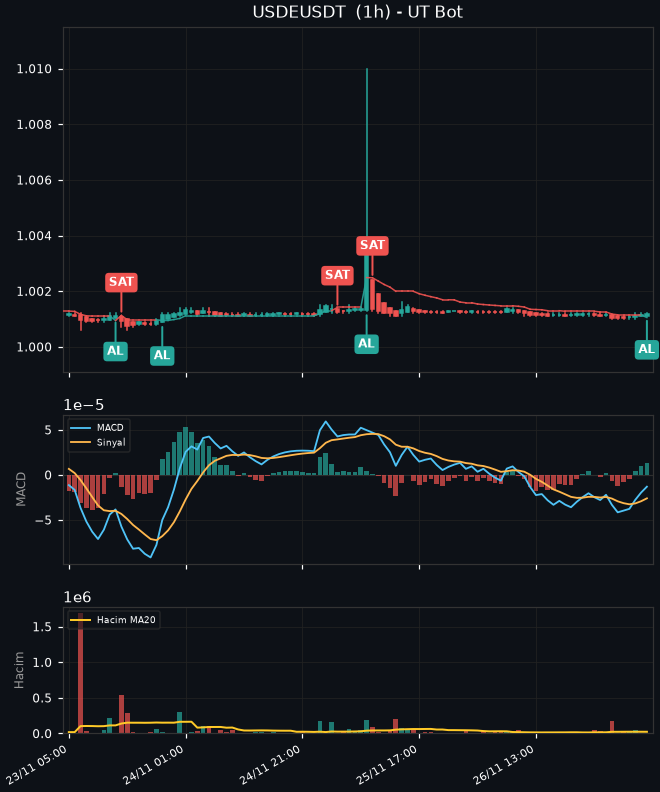 USDEUSDT  (1h) - UT Bot
1.010
1.008
1.006
1.004
1.002
1.000
SAT
SAT
SAT
AL
AL
AL
AL
1e−5
MACD
Sinyal
5
0
−5
MACD
1e6
Hacim MA20
1.5
1.0
0.5
0.0
Hacim
23/11 05:00
24/11 01:00
24/11 21:00
25/11 17:00
26/11 13:00